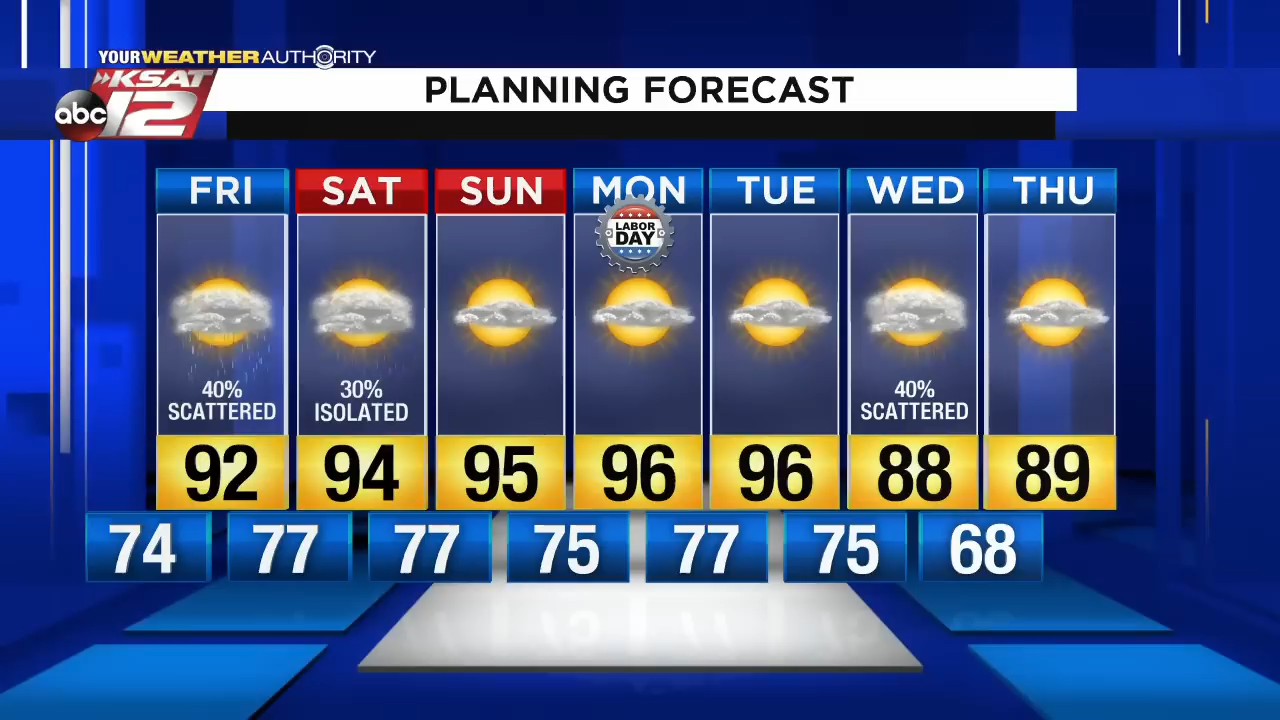 YOURWEATHERAUTHORITY
KSAT
abc 12
PLANNING FORECAST
FRI SAT SUN MON TUE WED THU
LABOR
DAY
40% 30% 40%
SCATTERED ISOLATED SCATTERED
92 94 95 96 96 88 89
74 77 77 75 77 75 68